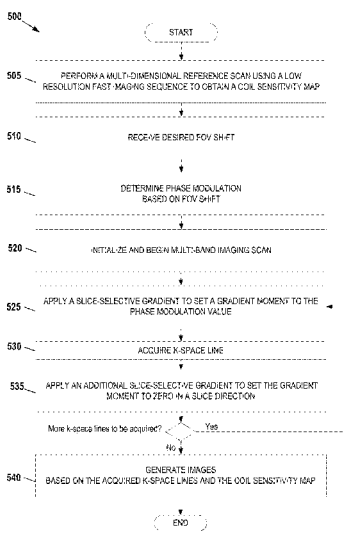 500
START
505
PERFORM A MULTI-DIMENSIONAL REFERENCE SCAN USING A LOW
RESOLUTION FAST IMAGING SEQUENCE TO OBTAIN A COIL SENSITIVITY MAP
510
RECEIVE DESIRED FOV SHIFT
515
DETERMINE PHASE MODULATION
BASED ON FOV SHIFT
520
INITIALIZE AND BEGIN MULTI-BAND IMAGING SCAN
525
APPLY A SLICE-SELECTIVE GRADIENT TO SET A GRADIENT MOMENT TO THE
PHASE MODULATION VALUE
530
ACQUIRE K-SPACE LINE
535
APPLY AN ADDITIONAL SLICE-SELECTIVE GRADIENT TO SET THE GRADIENT
MOMENT TO ZERO IN A SLICE DIRECTION
More k-space lines to be acquired?
Yes
No
540
GENERATE IMAGES
BASED ON THE ACQUIRED K-SPACE LINES AND THE COIL SENSITIVITY MAP
END